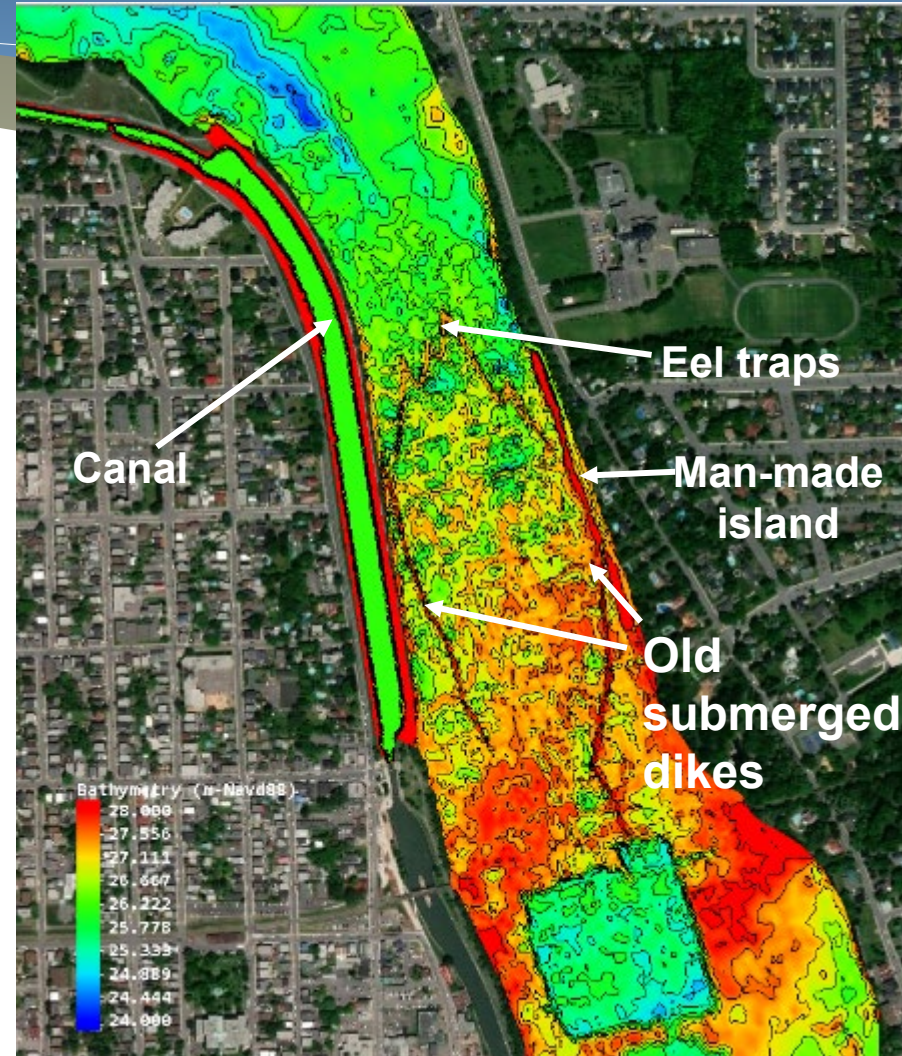 Eel traps
Canal
Man-made
island
Old
submerged
dikes
Bathymetry (m-Navd88)
28.000
27.556
27.111
26.667
26.222
25.778
25.333
24.889
24.444
24.000